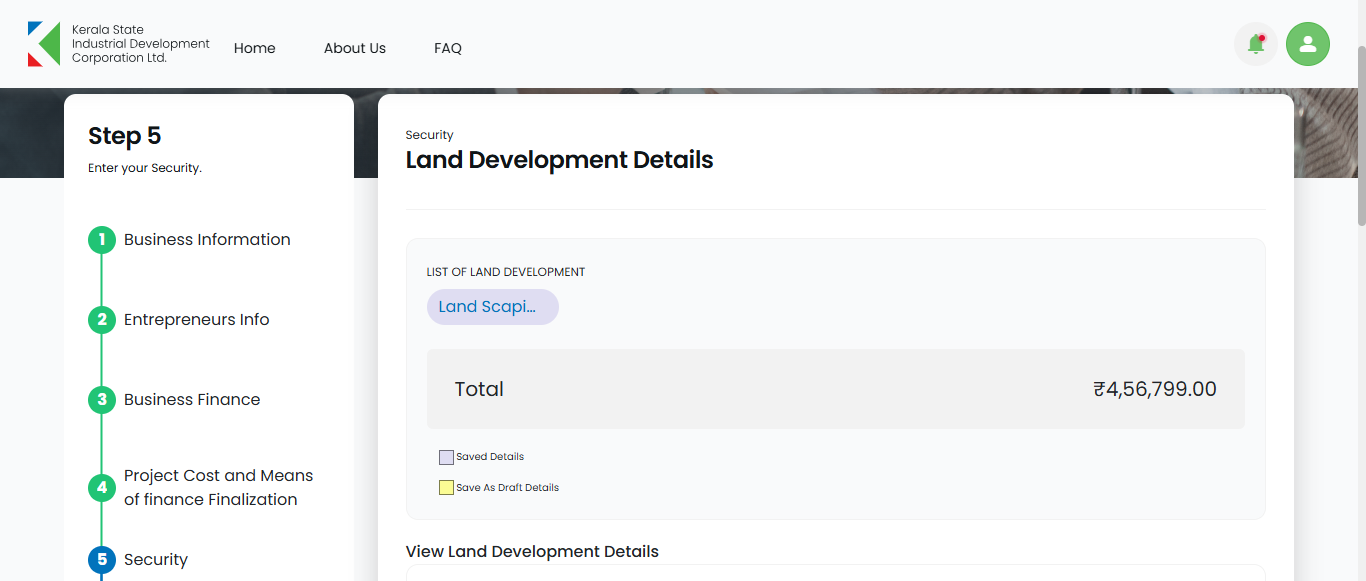 Kerala State
Industrial Development
Corporation Ltd.
Home
About Us
FAQ
Step 5
Enter your Security.
1
Business Information
2
Entrepreneurs Info
3
Business Finance
4
Project Cost and Means
of finance Finalization
5
Security
Security
Land Development Details
LIST OF LAND DEVELOPMENT
Land Scapi...
Total
₹4,56,799.00
Saved Details
Save As Draft Details
View Land Development Details